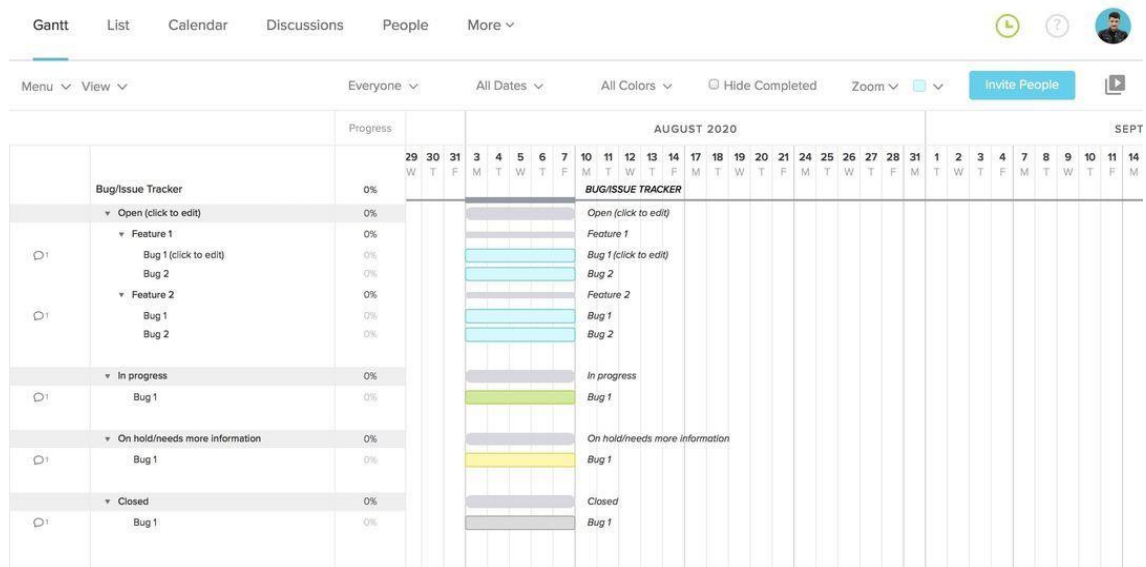 Gantt List Calendar Discussions People More
Menu View Everyone All Dates All Colors Hide Completed Zoom Invite People
Progress AUGUST 2020 SEPT
29 30 31 3 4 5 6 7 10 11 12 13 14 17 18 19 20 21 24 25 26 27 28 31 1 2 3 4 7 8 9 10 11 14
W T F M T W T F M T W T F M T W T F M T W T F M T W T F M T W T F M
Bug/Issue Tracker 0% BUG/ISSUE TRACKER
Open (click to edit) 0% Open (click to edit)
Feature 1 0% Feature 1
1 Bug 1 (click to edit) 0% Bug 1 (click to edit)
Bug 2 0% Bug 2
Feature 2 0% Feature 2
1 Bug 1 0% Bug 1
Bug 2 0% Bug 2
In progress 0% In progress
1 Bug 1 0% Bug 1
On hold/needs more information 0% On hold/needs more information
1 Bug 1 0% Bug 1
Closed 0% Closed
1 Bug 1 0% Bug 1